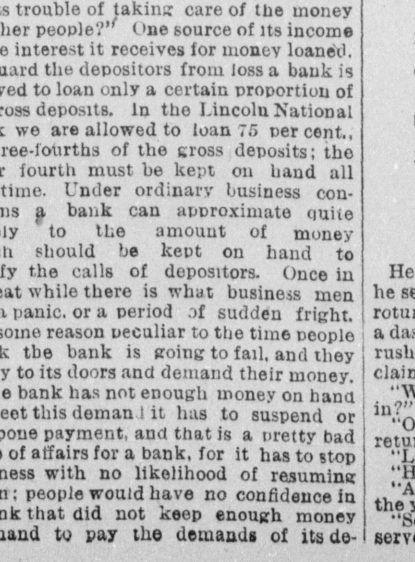 s trouble of taking care of the money
her people?" One source of its income
e interest it receives for money loaned.
uard the depositors from loss a bank is
ved to loan only a certain proportion of
ross deposits. In the Lincoln National
k we are allowed to loan 75 per cent.,
ree-fourths of the gross deposits; the
r fourth must be kept on hand all
time. Under ordinary business con-
ns a bank can approximate quite
ly to the amount of money
h should be kept on hand to
fy the calls of depositors. Once in
eat while there is what business men
a panic. or a period of sudden fright.
some reason peculiar to the time people
k the bank is going to fail, and they
y to its doors and demand their money.
e bank has not enough money on hand
eet this demand it has to suspend or
pone payment, and that is a pretty bad
of affairs for a bank, for it has to stop
ness with no likelihood of resuming
n; people would have no confidence in
nk that did not keep enough money
hand to pay the demands of its de-
He
he se
rotur
a das
rush
clain
"W
in?"
"O
retur
"L
"H
"A
the y
"S
serve